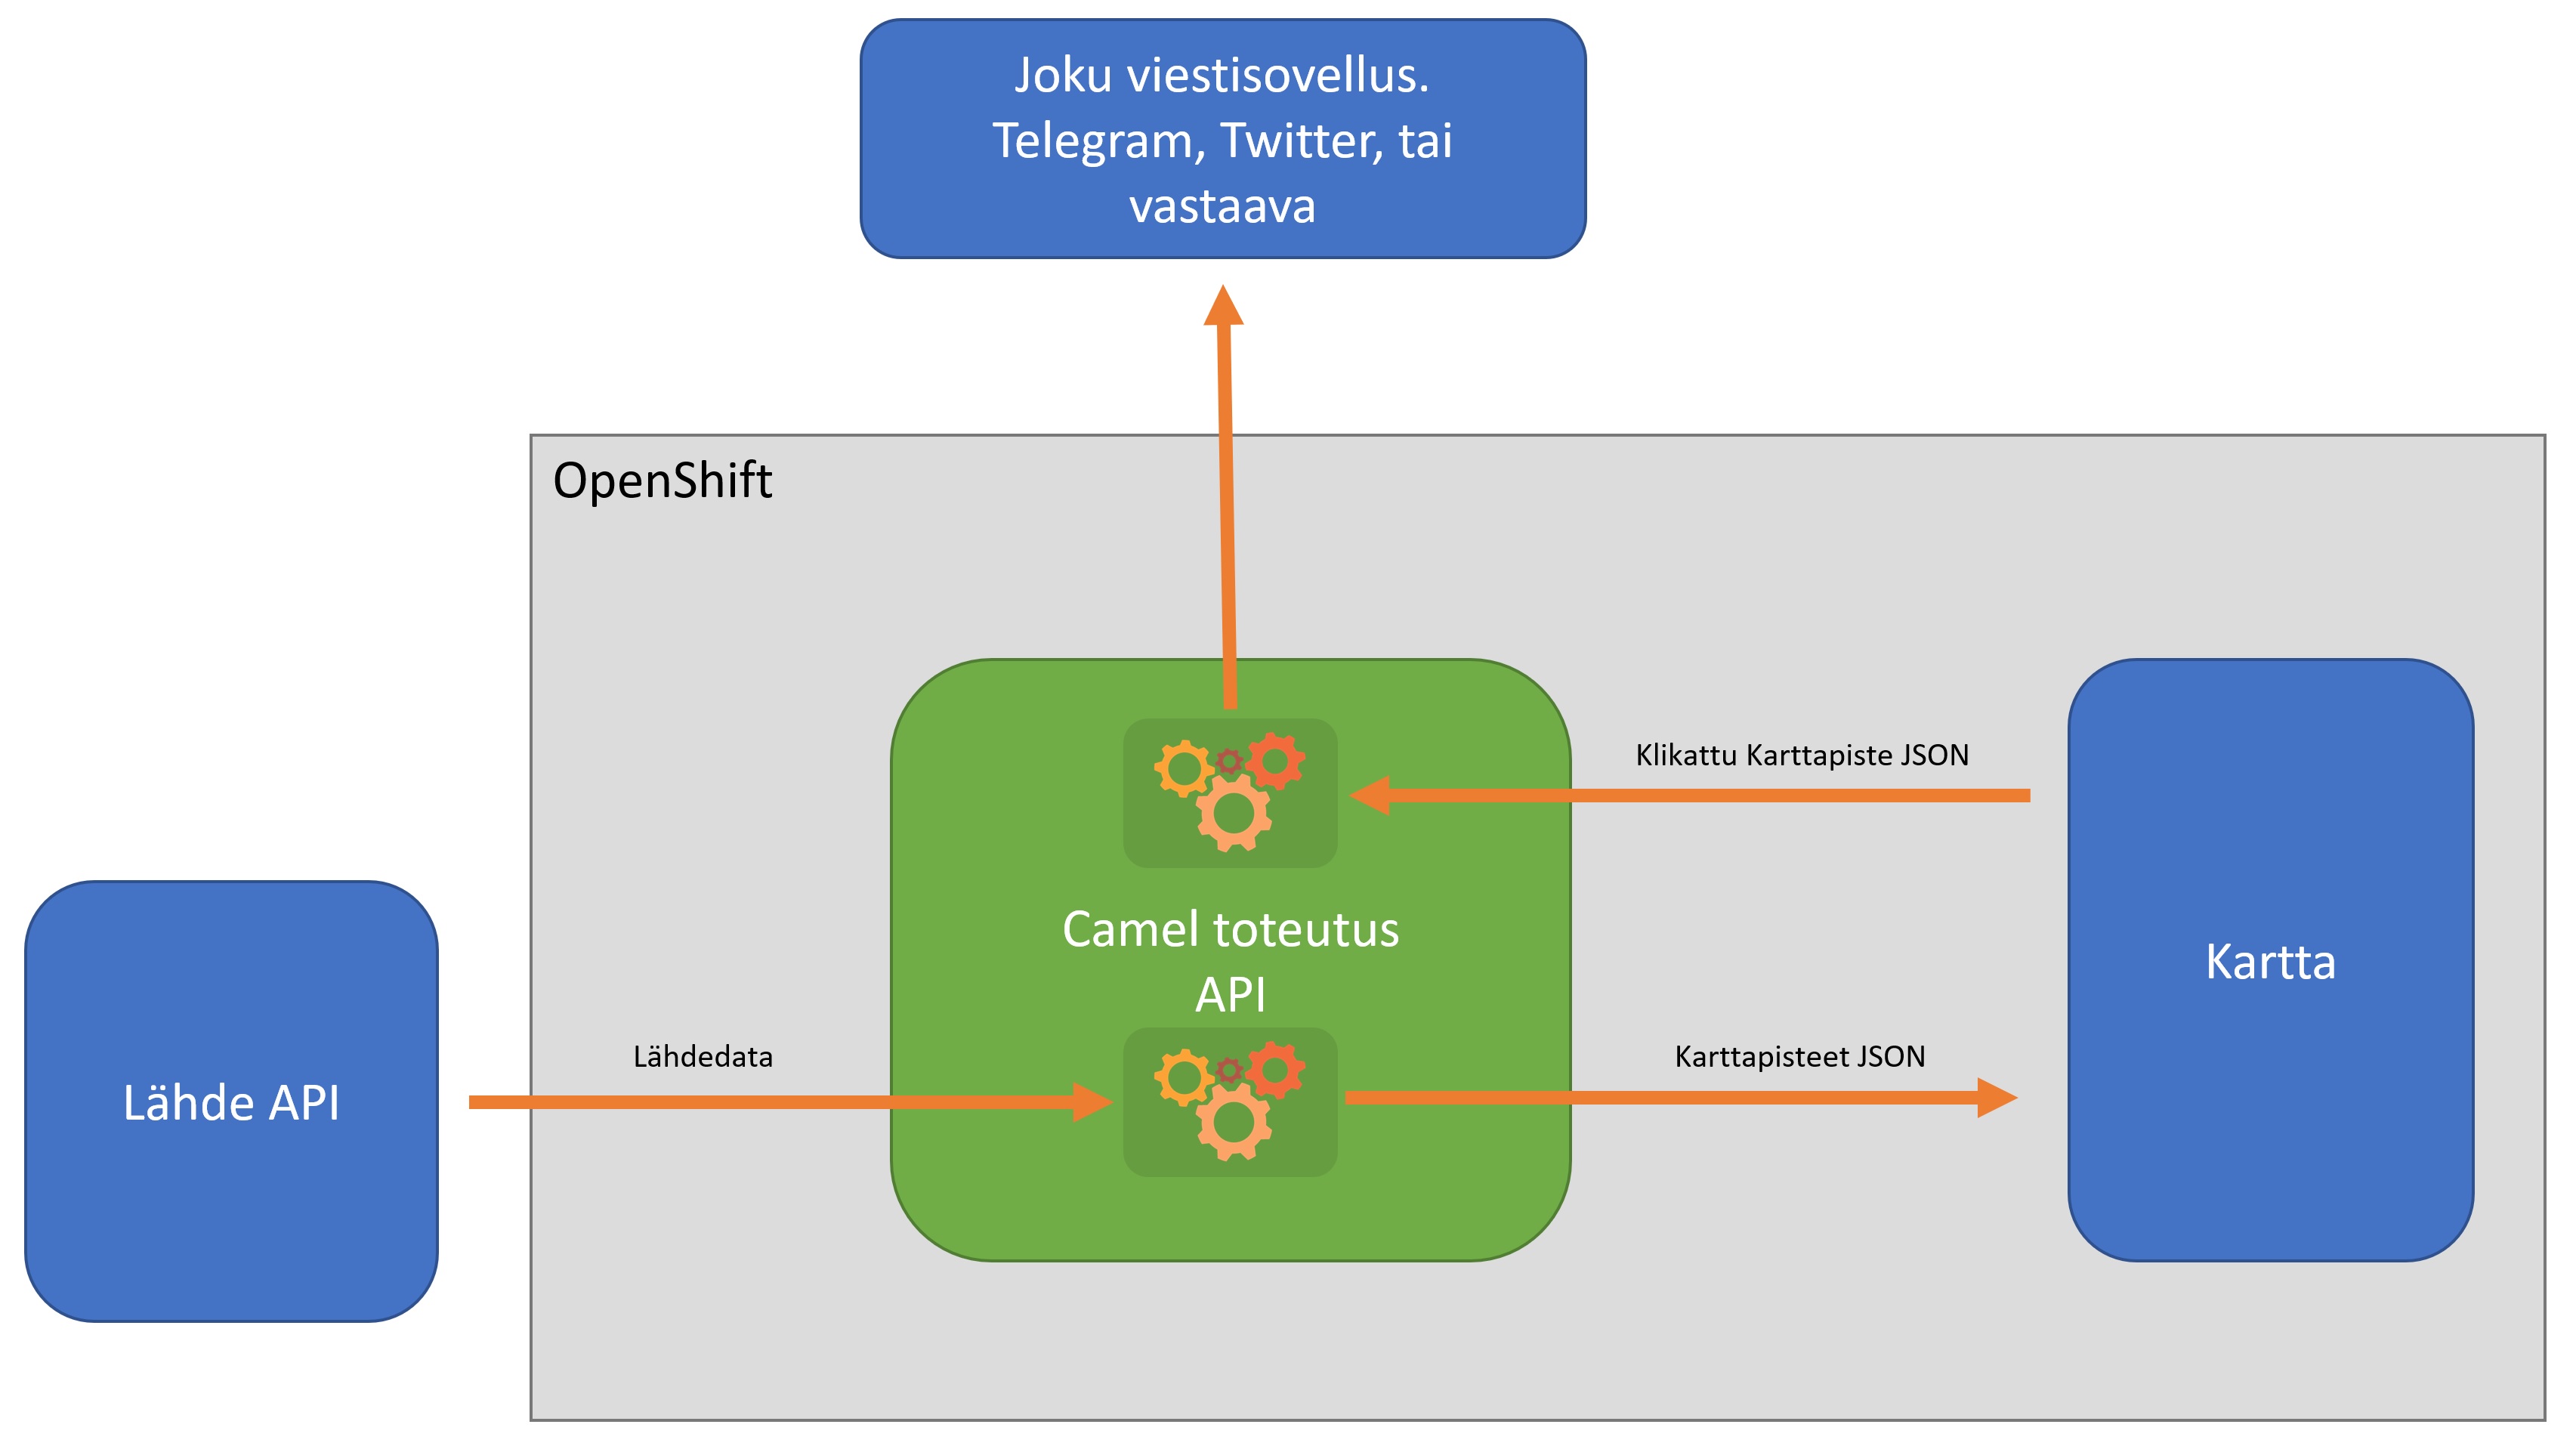 Joku viestisovellus.
Telegram, Twitter, tai
vastaava
OpenShift
Klikattu Karttapiste JSON
Camel toteutus
API
Kartta
Lähdedata
Karttapisteet JSON
Lähde API